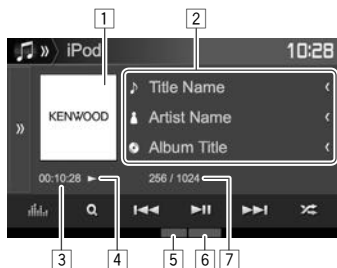 1 2
» iPod 10:28
KENWOOD
Title Name
Artist Name
Album Title
»
00:10:28 256 / 1024
3 4 5 6 7